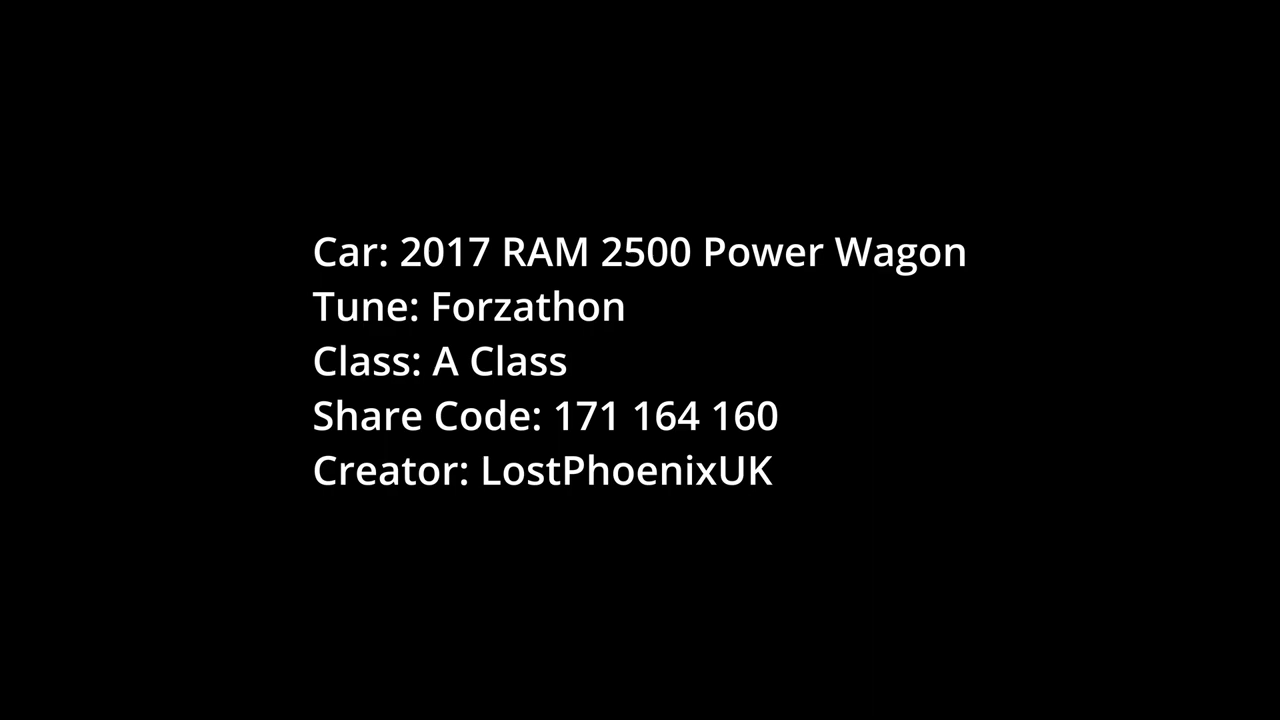 Car: 2017 RAM 2500 Power Wagon
Tune: Forzathon
Class: A Class
Share Code: 171 164 160
Creator: LostPhoenixUK